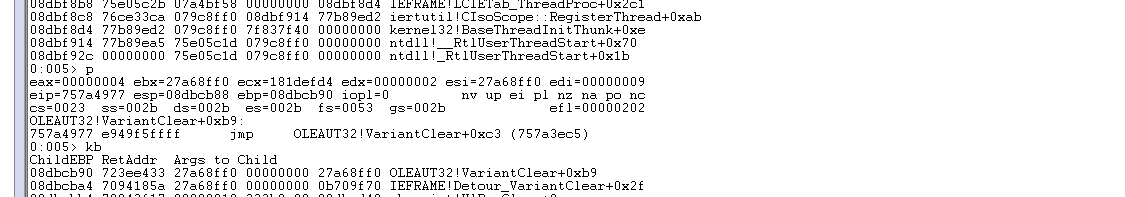 08dbf8b8 75e05c2b 07a4bf58 00000000 08dbf8d4 IEFRAME!LCIETab_ThreadProc+0x2c1
08dbf8c8 76ce33ca 079c8ff0 08dbf914 77b89ed2 iertutil!CIsoScope::RegisterThread+0xab
08dbf8d4 77b89ed2 079c8ff0 7f837f40 00000000 kernel32!BaseThreadInitThunk+0xe
08dbf914 77b89ea5 75e05c1d 079c8ff0 00000000 ntdll!__RtlUserThreadStart+0x70
08dbf92c 00000000 75e05c1d 079c8ff0 00000000 ntdll!_RtlUserThreadStart+0x1b
0:005> p
eax=00000004 ebx=27a68ff0 ecx=181defd4 edx=00000002 esi=27a68ff0 edi=00000009
eip=757a4977 esp=08dbcb88 ebp=08dbcb90 iopl=0 nv up ei pl nz na po nc
cs=0023 ss=002b ds=002b es=002b fs=0053 gs=002b efl=00000202
OLEAUT32!VariantClear+0xb9:
757a4977 e949f5ffff jmp OLEAUT32!VariantClear+0xc3 (757a3ec5)
0:005> kb
ChildEBP RetAddr Args to Child
08dbcb90 723ee433 27a68ff0 00000000 27a68ff0 OLEAUT32!VariantClear+0xb9
08dbcba4 7094185a 27a68ff0 00000000 0b709f70 IEFRAME!Detour_VariantClear+0x2f